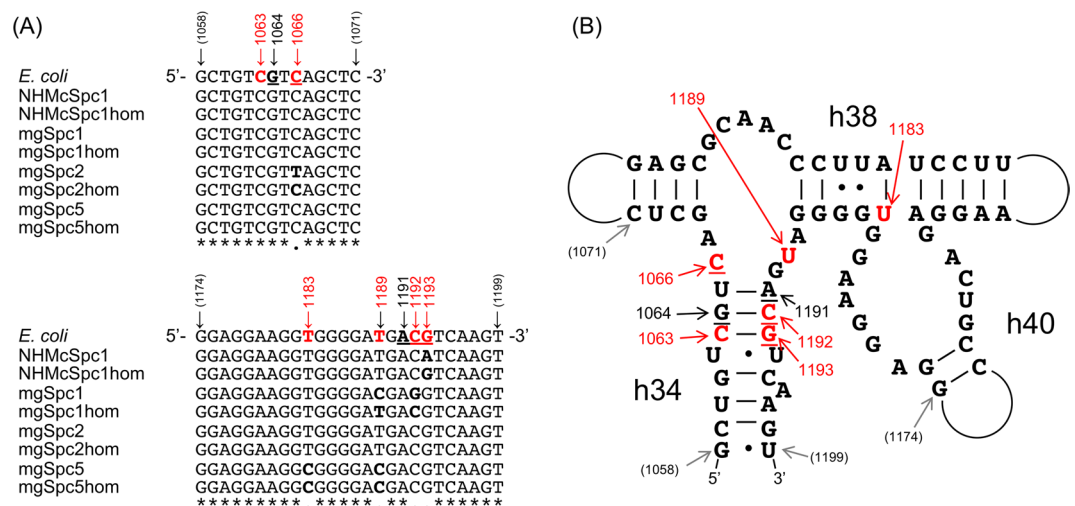 (A)
(1058) 1063 1064 1066 (1071)
E. coli 5'- GCTGTCGTCAGCTC -3'
NHMcSpc1 GCTGTCGTCAGCTC
NHMcSpc1hom GCTGTCGTCAGCTC
mgSpc1 GCTGTCGTCAGCTC
mgSpc1hom GCTGTCGTCAGCTC
mgSpc2 GCTGTCGTTAGCTC
mgSpc2hom GCTGTCGTCAGCTC
mgSpc5 GCTGTCGTCAGCTC
mgSpc5hom GCTGTCGTCAGCTC
********.*****
(1174) 1183 1189 1191 1192 1193 (1199)
E. coli 5'- GGAGGAAGGTGGGGATGACGTCAAGT -3'
NHMcSpc1 GGAGGAAGGTGGGGATGACATCAAGT
NHMcSpc1hom GGAGGAAGGTGGGGATGACGTCAAGT
mgSpc1 GGAGGAAGGTGGGGACGAGGTCAAGT
mgSpc1hom GGAGGAAGGTGGGGATGACGTCAAGT
mgSpc2 GGAGGAAGGTGGGGATGACGTCAAGT
mgSpc2hom GGAGGAAGGTGGGGATGACGTCAAGT
mgSpc5 GGAGGAAGGCGGGGACGACGTCAAGT
mgSpc5hom GGAGGAAGGCGGGGACGACGTCAAGT
********* ***** **  ******
(B)
1189
h38
1183
G C A A C
G A G C C C U U A U C C U U
C U C G G G G G U A G G A A
(1071)
A A G G
C U G A A
1066
U A 1191 A C
1064 G C 1192 G U
1063 C G 1193 G G h40
U U G C
h34 G C A A G C
U A G
C G (1174)
(1058) G U (1199)
5' 3'